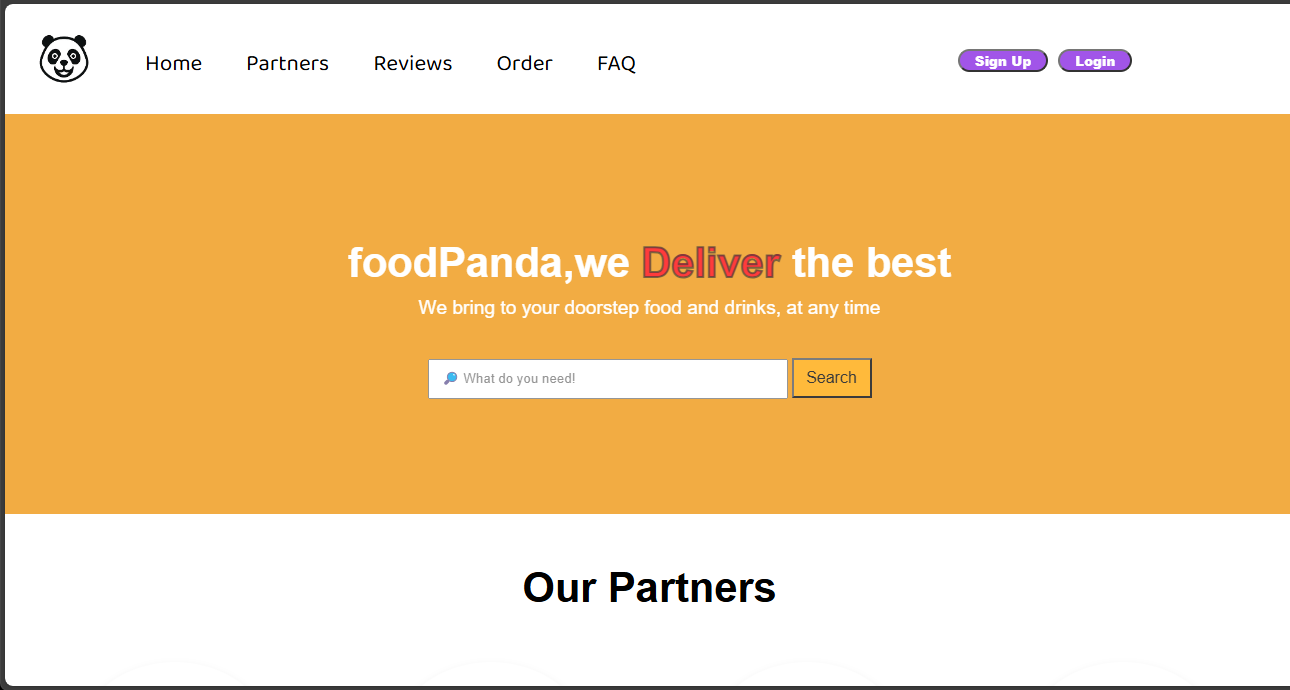 Home Partners Reviews Order FAQ Sign Up Login
foodPanda,we Deliver the best
We bring to your doorstep food and drinks, at any time
What do you need! Search
Our Partners